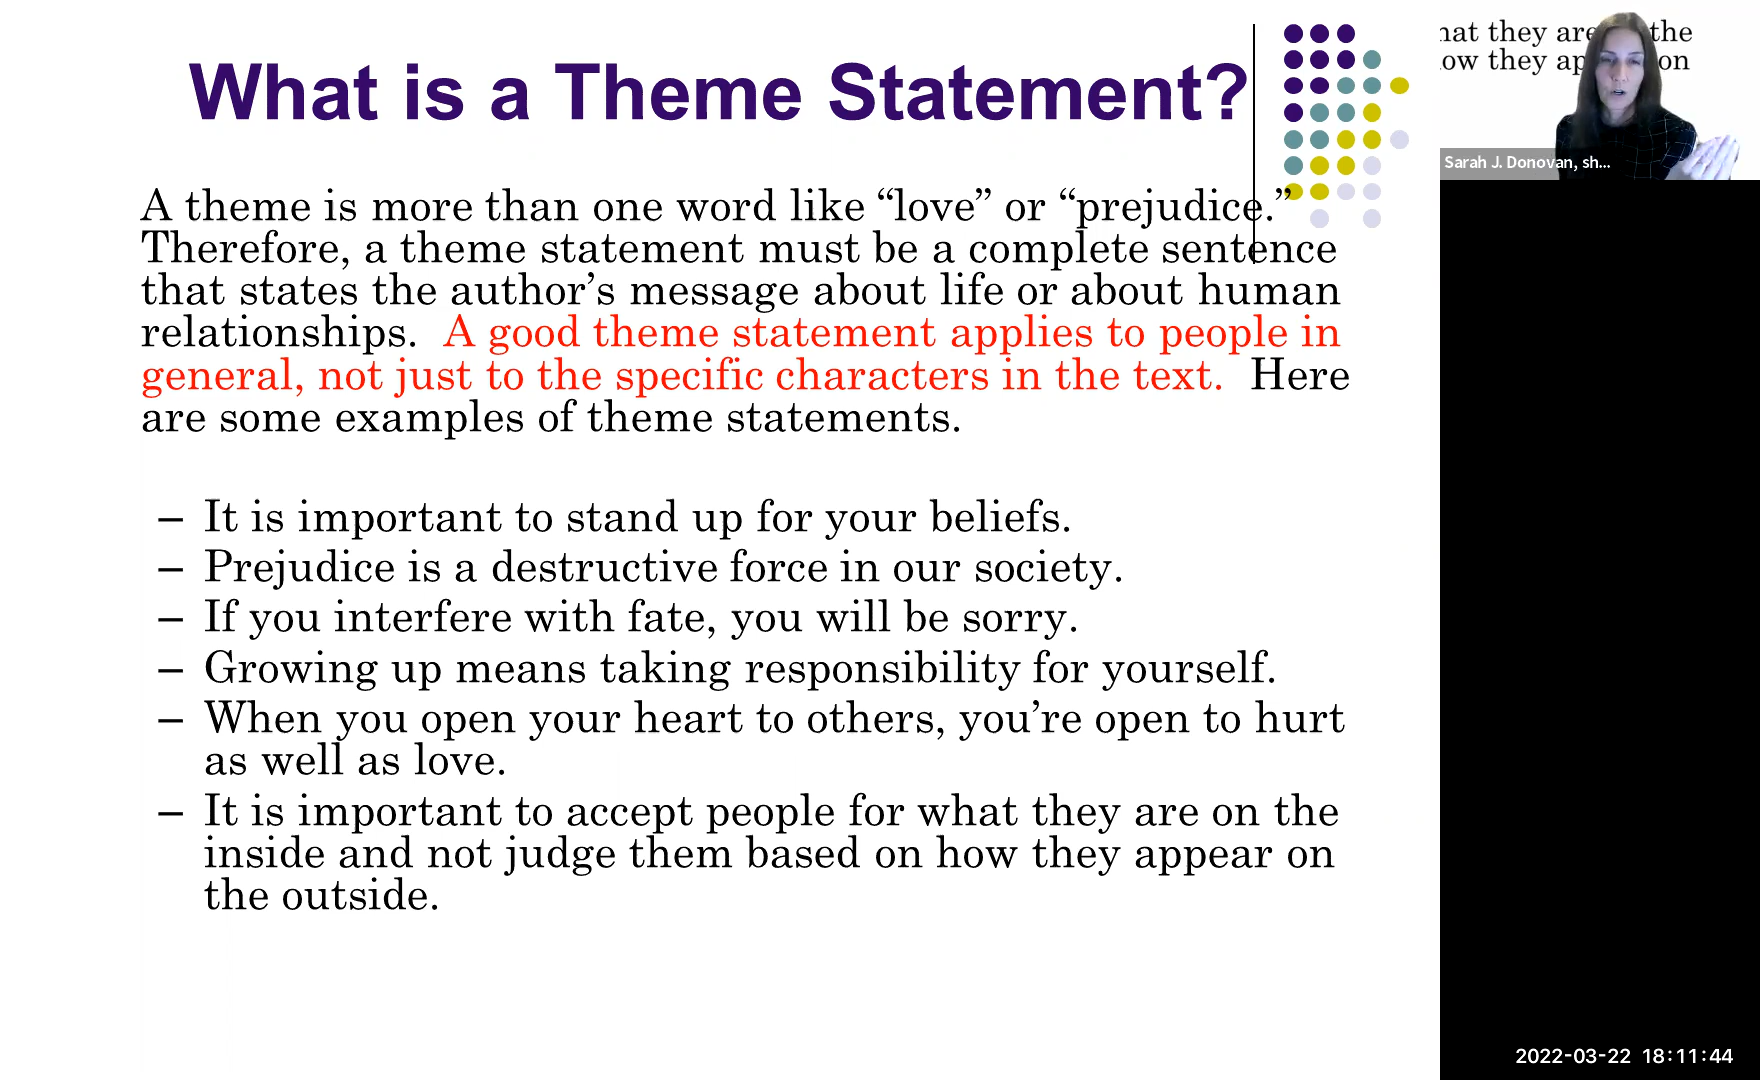 What is a Theme Statement?
A theme is more than one word like “love” or “prejudice.”
Therefore, a theme statement must be a complete sentence
that states the author’s message about life or about human
relationships.  A good theme statement applies to people in
general, not just to the specific characters in the text.  Here
are some examples of theme statements.
– It is important to stand up for your beliefs.
– Prejudice is a destructive force in our society.
– If you interfere with fate, you will be sorry.
– Growing up means taking responsibility for yourself.
– When you open your heart to others, you’re open to hurt
as well as love.
– It is important to accept people for what they are on the
inside and not judge them based on how they appear on
the outside.
they are the
they on
Sarah J. Donovan, sh...
2022-03-22 18:11:44